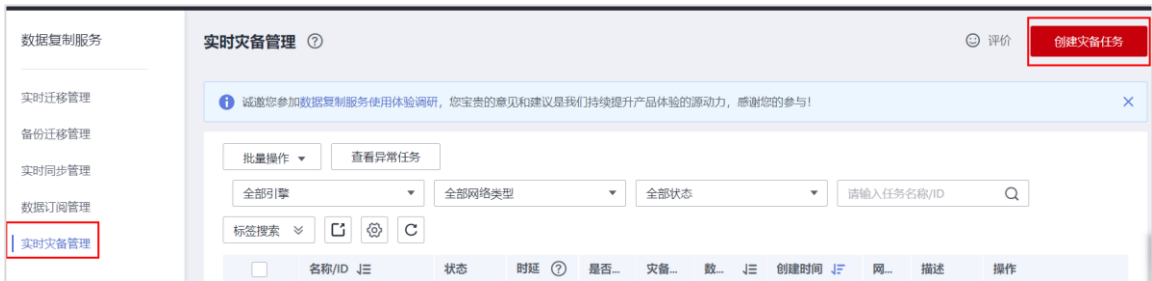 数据复制服务
实时迁移管理
备份迁移管理
实时同步管理
数据订阅管理
实时灾备管理
实时灾备管理 ?
评价
创建灾备任务
诚邀您参加数据复制服务使用体验调研，您宝贵的意见和建议是我们持续提升产品体验的源动力，感谢您的参与！
批量操作 查看异常任务
全部引擎 全部网络类型 全部状态 请输入任务名称/ID
标签搜索
名称/ID 状态 时延 ? 是否... 灾备... 数... 创建时间 网... 描述 操作